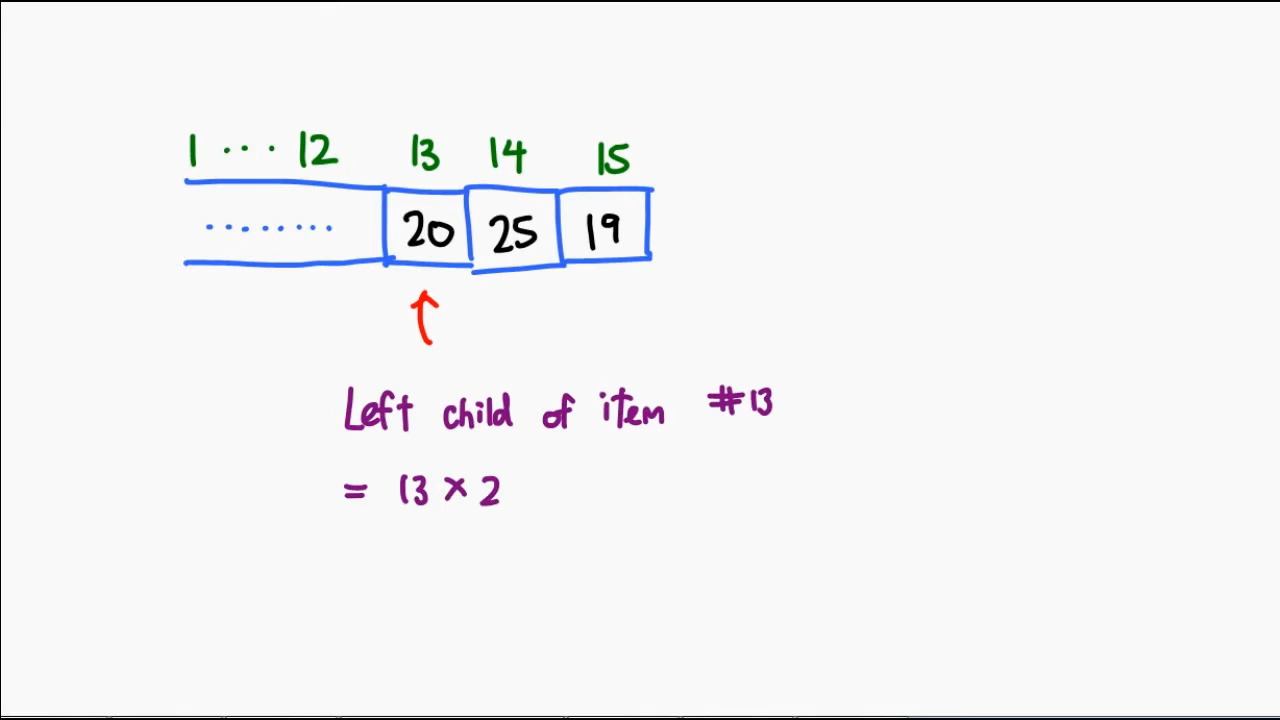 1 ... 12 13 14 15
........ 20 25 19
Left child of item #13
= 13 × 2